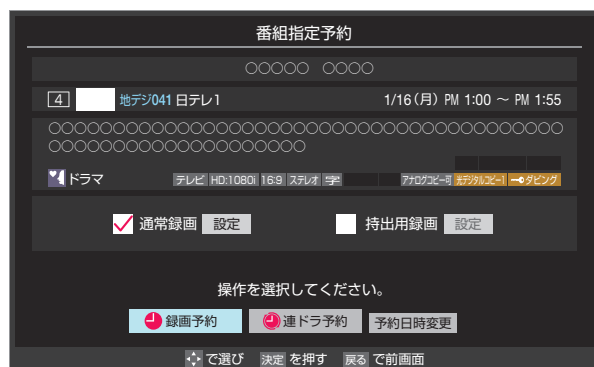 番組指定予約
○○○○○ ○○○○
4 地デジ041 日テレ1 1/16(月) PM 1:00 ～ PM 1:55
○○○○○○○○○○○○○○○○○○○○○○○○○○○○○○○○○○○○○○○○
○○○○○○○○○○○○○○○○○○○○
ドラマ テレビ HD:1080i 16:9 ステレオ 字 アナログコピー可 光デジタルコピー1 ダビング
通常録画 設定 持出用録画 設定
操作を選択してください。
録画予約 連ドラ予約 予約日時変更
で選び 決定 を押す 戻る で前画面